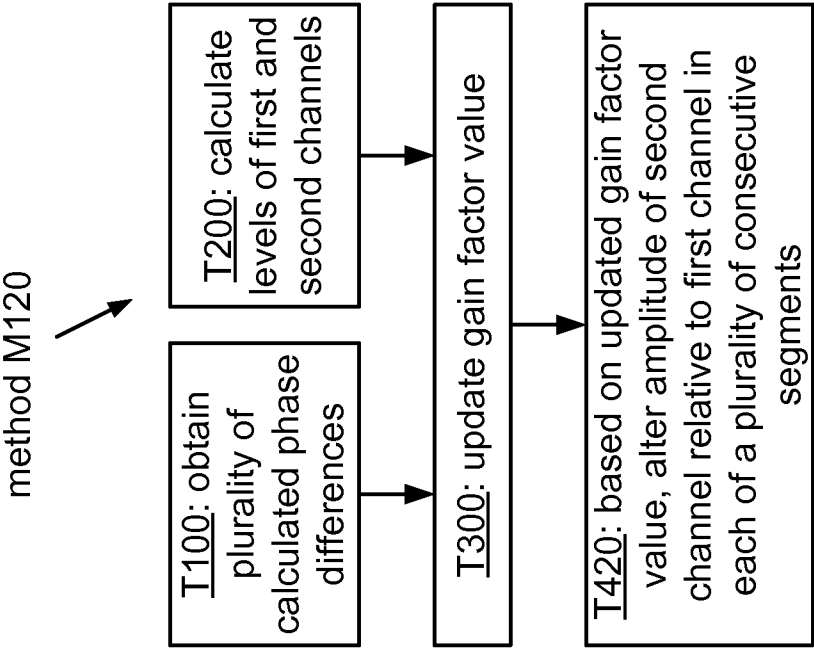 method M120
T100: obtain
plurality of
calculated phase
differences
T200: calculate
levels of first and
second channels
T300: update gain factor value
T420: based on updated gain factor
value, alter amplitude of second
channel relative to first channel in
each of a plurality of consecutive
segments